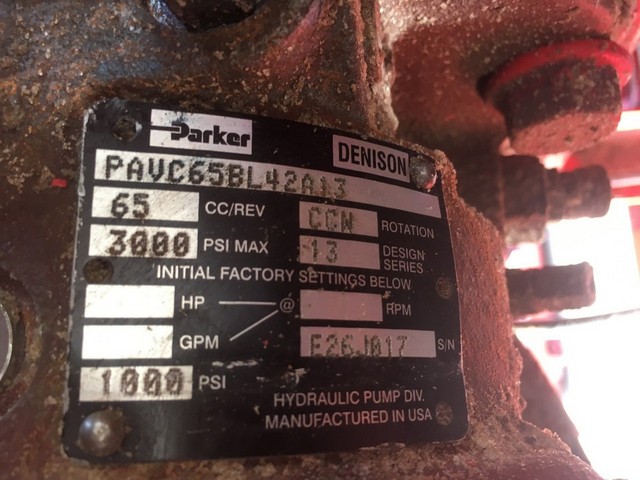 Parker
DENISON
PAVC65BL42A13
65 CC/REV CCW ROTATION
3000 PSI MAX 13 DESIGN SERIES
INITIAL FACTORY SETTINGS BELOW
HP @ RPM
GPM E26J017 S/N
1000 PSI
HYDRAULIC PUMP DIV.
MANUFACTURED IN USA